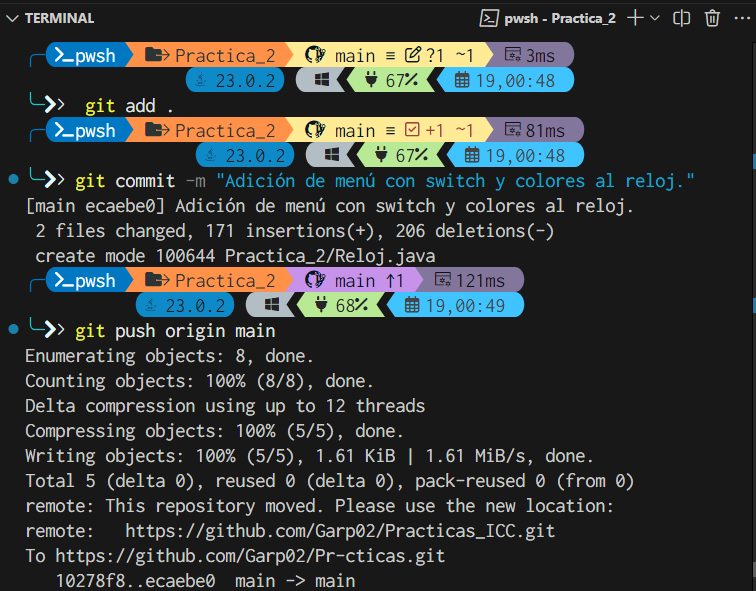 TERMINAL pwsh - Practica_2
pwsh Practica_2 main ≡ ?1 ~1 3ms
23.0.2 67% 19,00:48
git add .
pwsh Practica_2 main ≡ +1 ~1 81ms
23.0.2 67% 19,00:48
git commit -m "Adición de menú con switch y colores al reloj."
[main ecaebe0] Adición de menú con switch y colores al reloj.
2 files changed, 171 insertions(+), 206 deletions(-)
create mode 100644 Practica_2/Reloj.java
pwsh Practica_2 main ↑1 121ms
23.0.2 68% 19,00:49
git push origin main
Enumerating objects: 8, done.
Counting objects: 100% (8/8), done.
Delta compression using up to 12 threads
Compressing objects: 100% (5/5), done.
Writing objects: 100% (5/5), 1.61 KiB | 1.61 MiB/s, done.
Total 5 (delta 0), reused 0 (delta 0), pack-reused 0 (from 0)
remote: This repository moved. Please use the new location:
remote:   https://github.com/Garp02/Practicas_ICC.git
To https://github.com/Garp02/Pr-cticas.git
10278f8..ecaebe0  main -> main